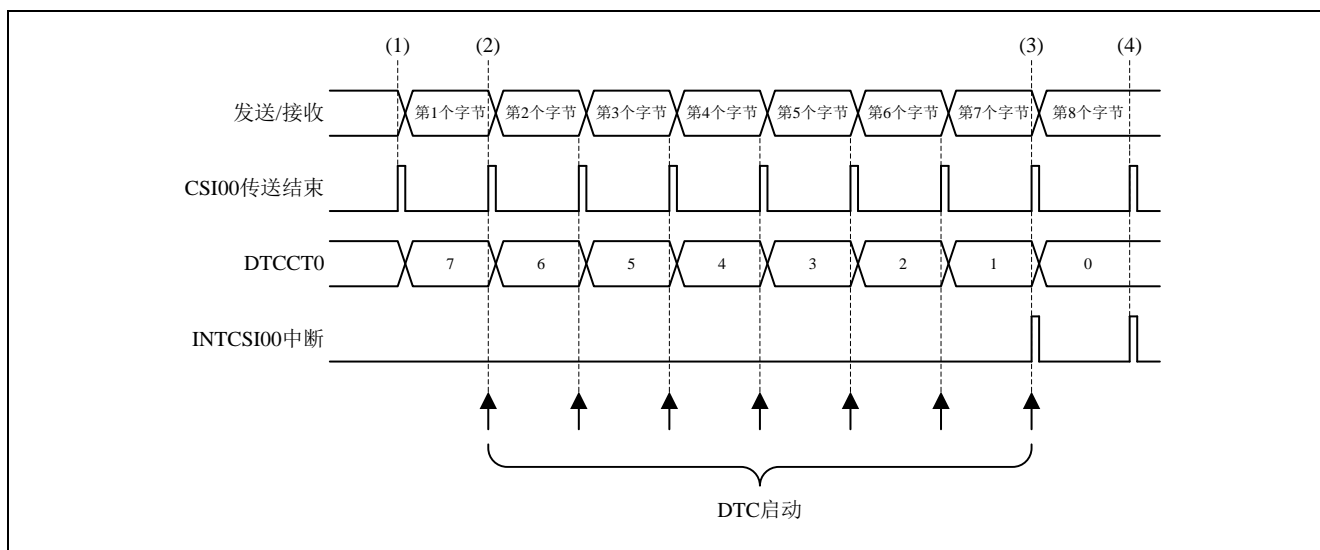 (1) (2) (3) (4)
发送/接收 第1个字节 第2个字节 第3个字节 第4个字节 第5个字节 第6个字节 第7个字节 第8个字节
CSI00传送结束
DTCCT0 7 6 5 4 3 2 1 0
INTCSI00中断
DTC启动